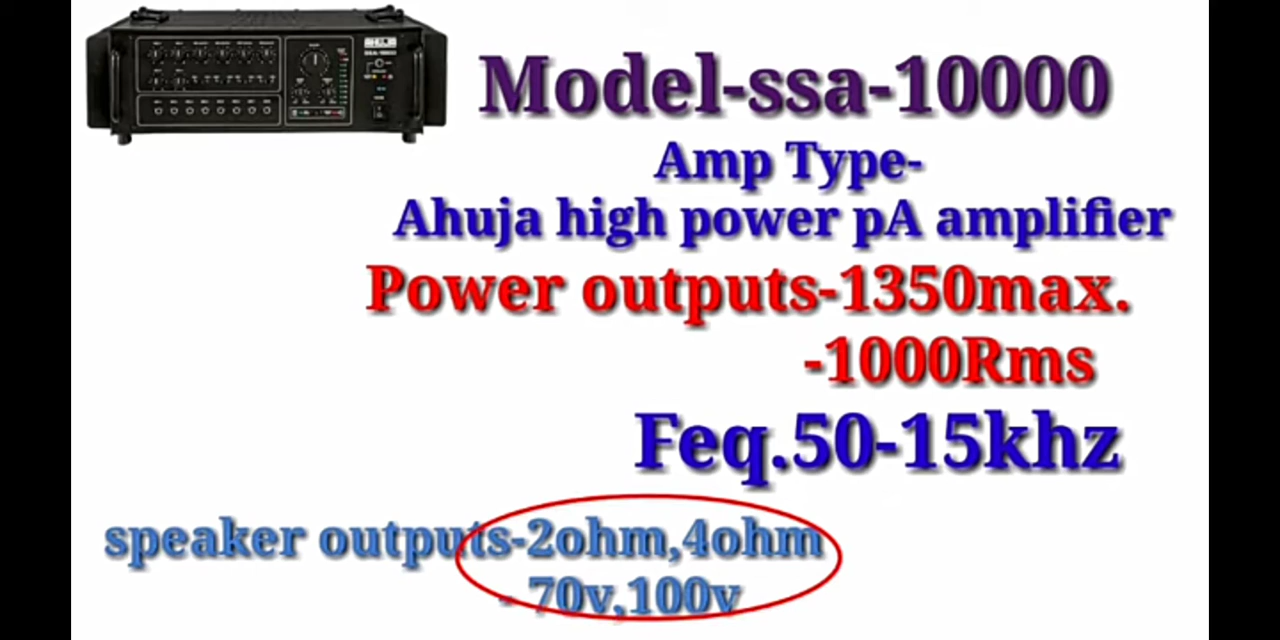 Model-ssa-10000
Amp Type-
Ahuja high power pA amplifier
Power outputs-1350max.
-1000Rms
Feq.50-15khz
speaker outputs-2ohm,4ohm
- 70v,100v